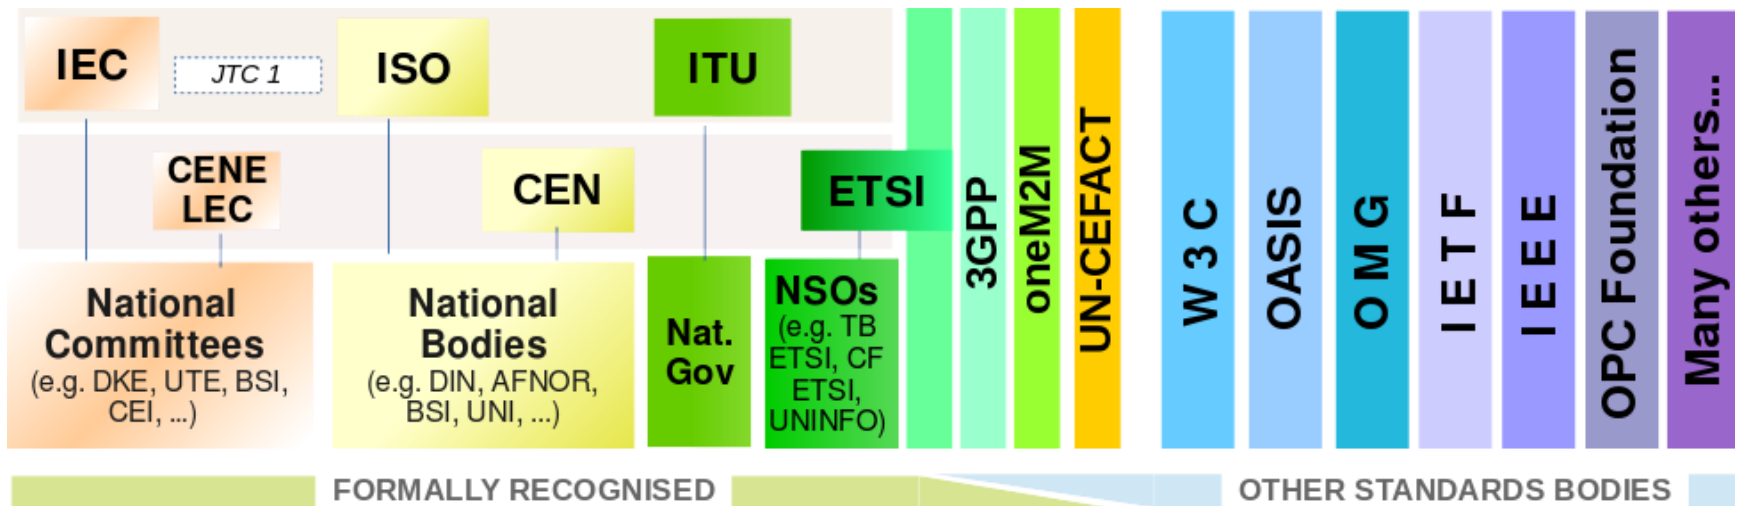 IEC
JTC 1
ISO
ITU
CENE
LEC
CEN
ETSI
National
Committees
(e.g. DKE, UTE, BSI,
CEI, ...)
National
Bodies
(e.g. DIN, AFNOR,
BSI, UNI, ...)
Nat.
Gov
NSOs
(e.g. TB
ETSI, CF
ETSI,
UNINFO)
3GPP
oneM2M
UN-CEFACT
W 3 C
OASIS
O M G
I E T F
I E E E
OPC Foundation
Many others...
FORMALLY RECOGNISED
OTHER STANDARDS BODIES